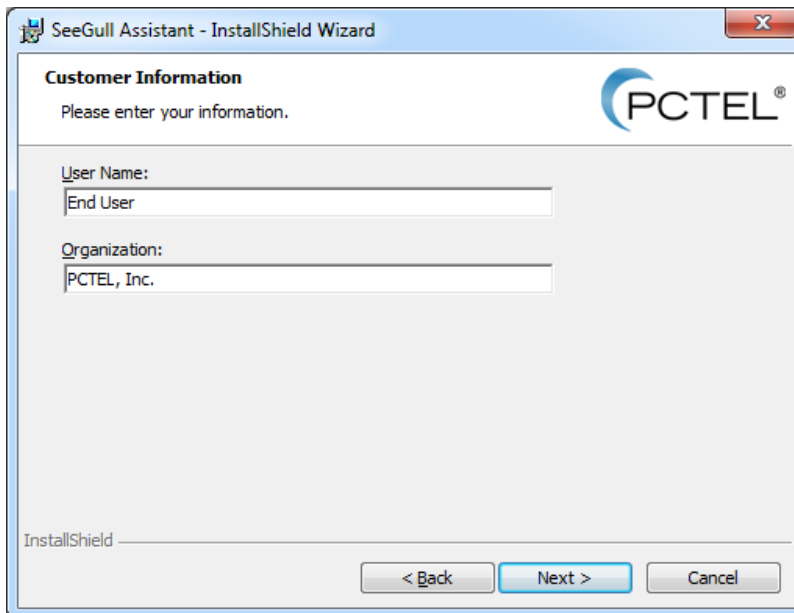 SeeGull Assistant - InstallShield Wizard
Customer Information
Please enter your information.
PCTEL®
User Name:
End User
Organization:
PCTEL, Inc.
InstallShield
< Back
Next >
Cancel